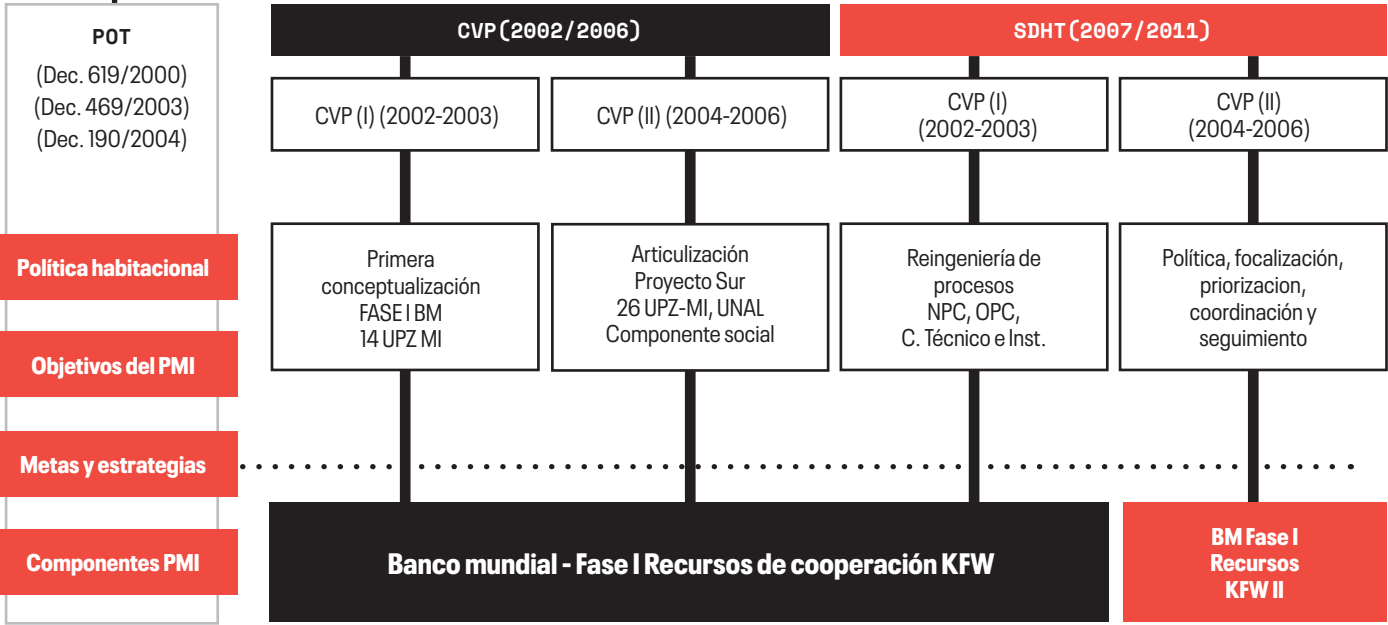 POT
(Dec. 619/2000)
(Dec. 469/2003)
(Dec. 190/2004)
Política habitacional
Objetivos del PMI
Metas y estrategias
Componentes PMI
CVP(2002/2006)
SDHT(2007/2011)
CVP (I) (2002-2003)
CVP (II) (2004-2006)
CVP (I)
(2002-2003)
CVP (II)
(2004-2006)
Primera
conceptualización
FASE I BM
14 UPZ MI
Articulización
Proyecto Sur
26 UPZ-MI, UNAL
Componente social
Reingeniería de
procesos
NPC, OPC,
C. Técnico e Inst.
Política, focalización,
priorizacion,
coordinación y
seguimiento
Banco mundial - Fase I Recursos de cooperación KFW
BM Fase I
Recursos
KFW II